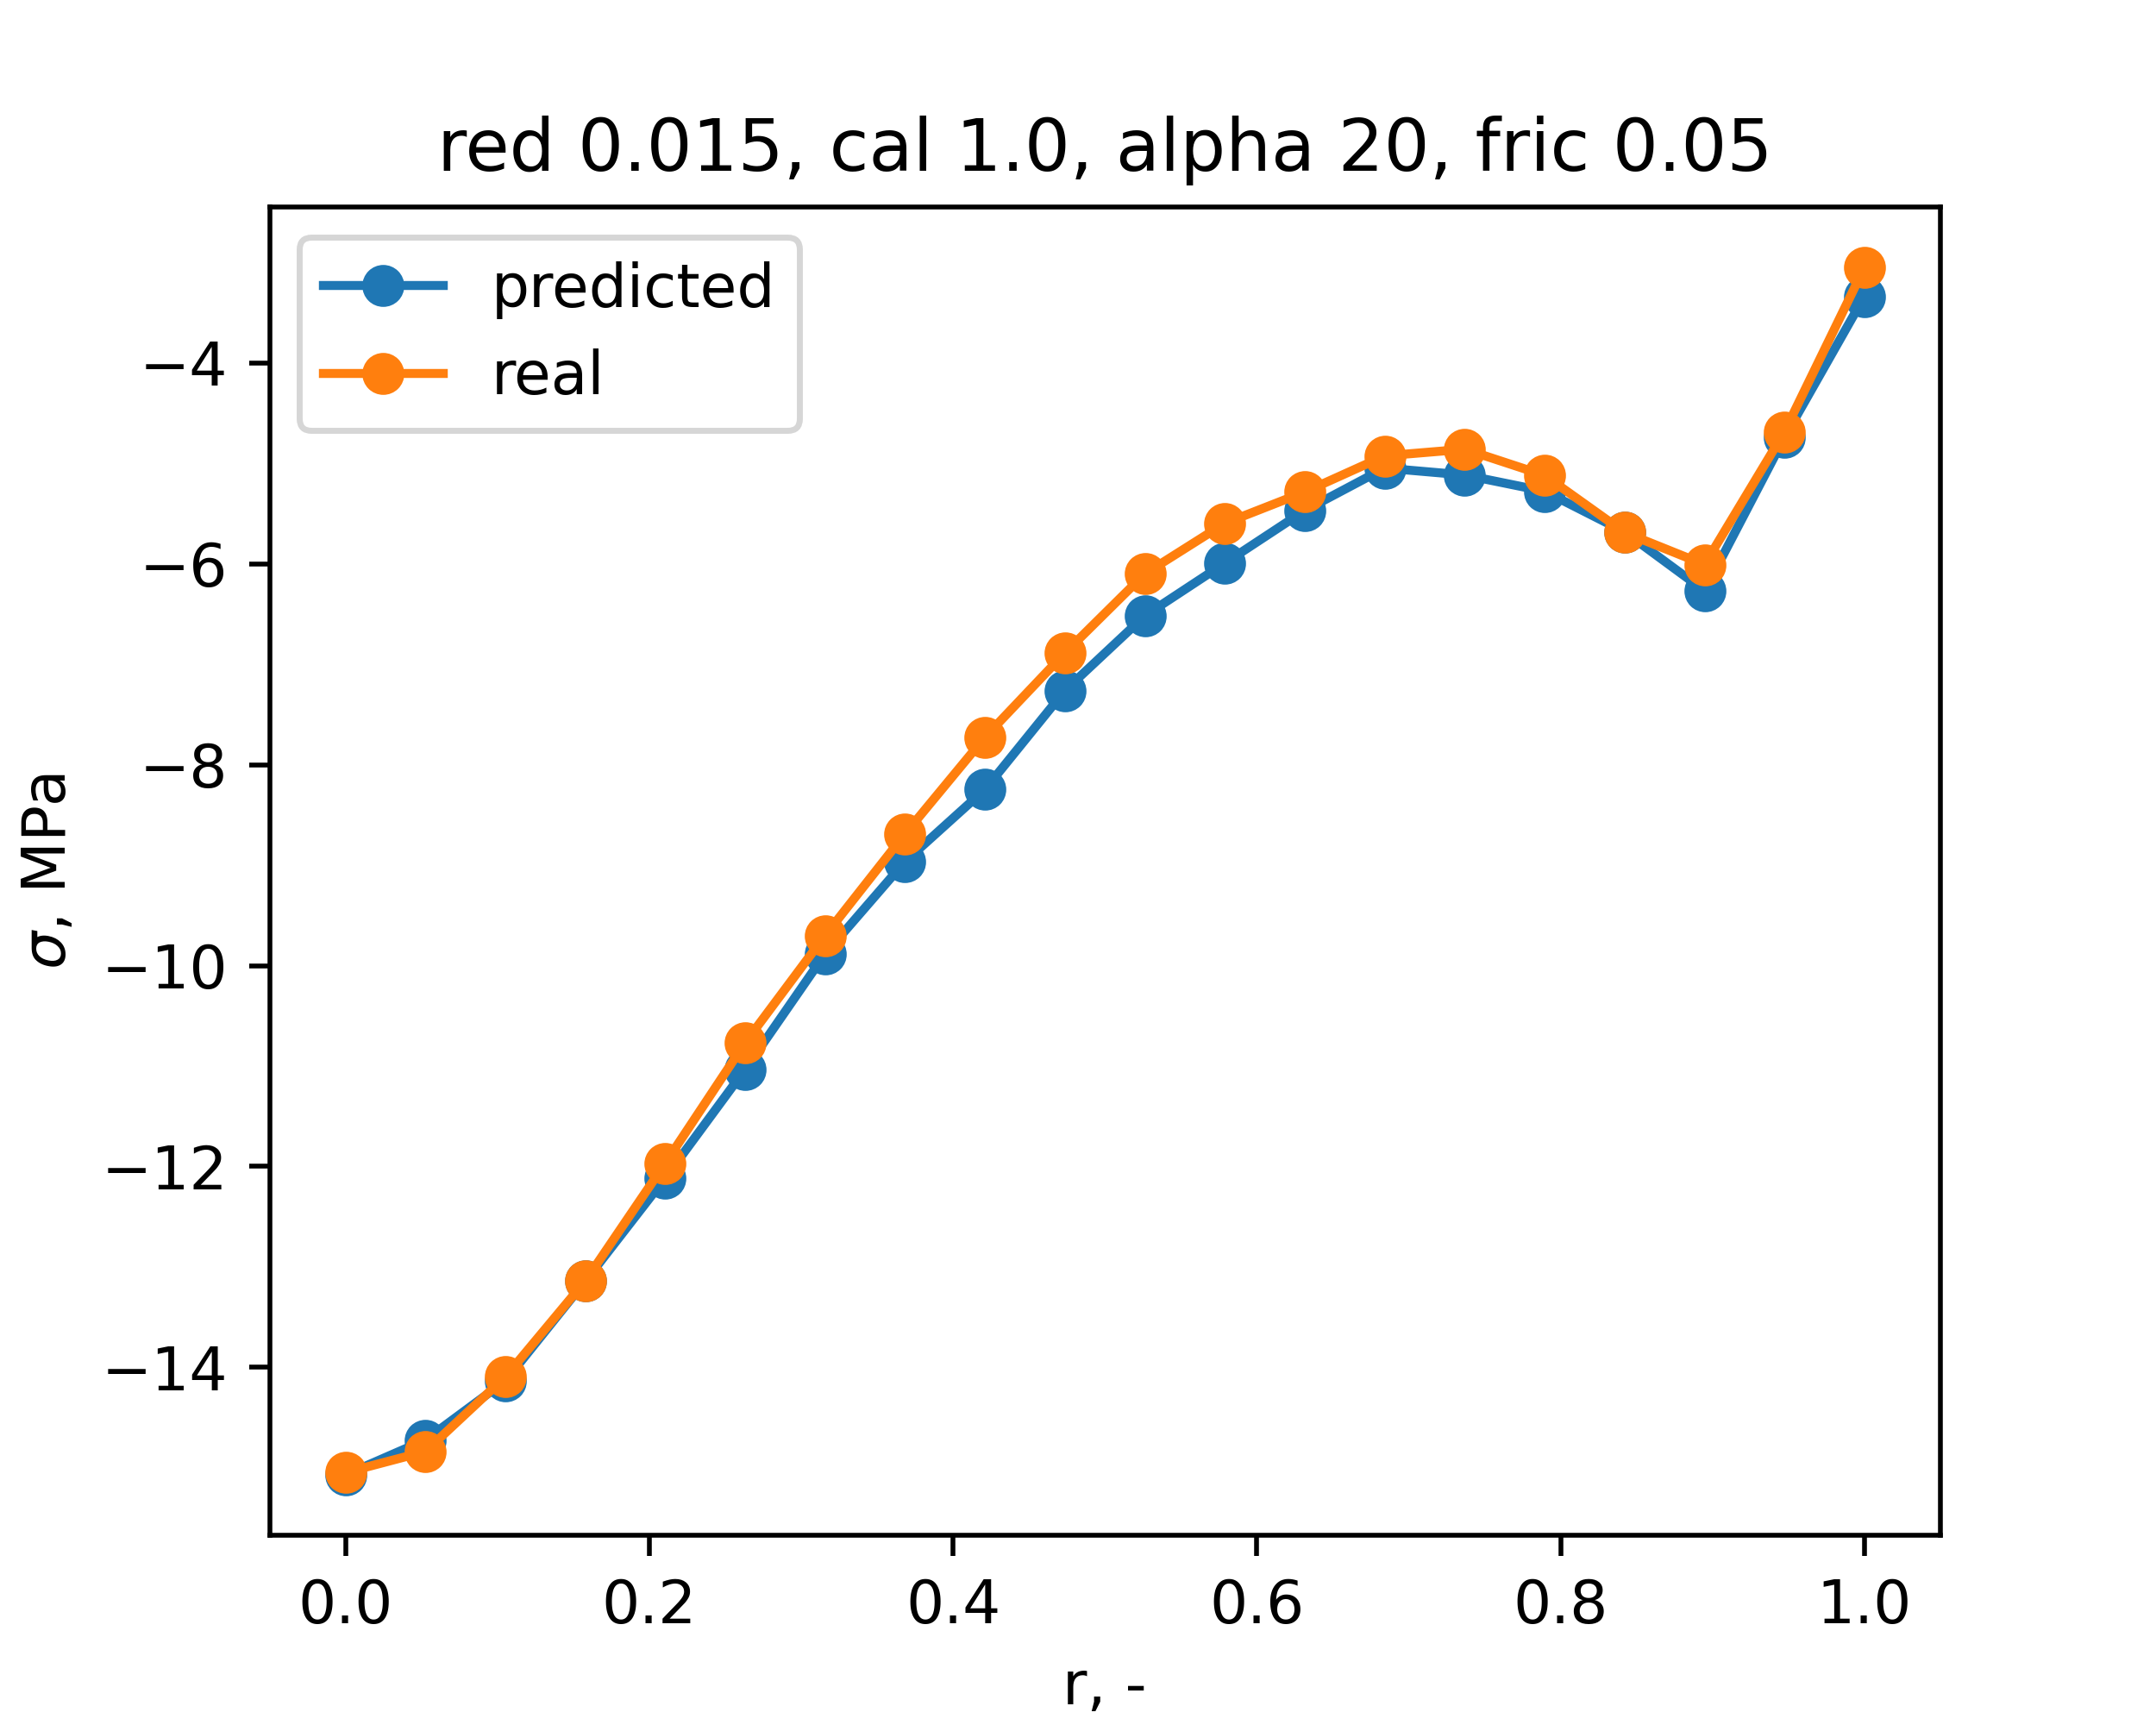 red 0.015, cal 1.0, alpha 20, fric 0.05
predicted
real
−4
−6
−8
−10
−12
−14
σ, MPa
0.0 0.2 0.4 0.6 0.8 1.0
r, -